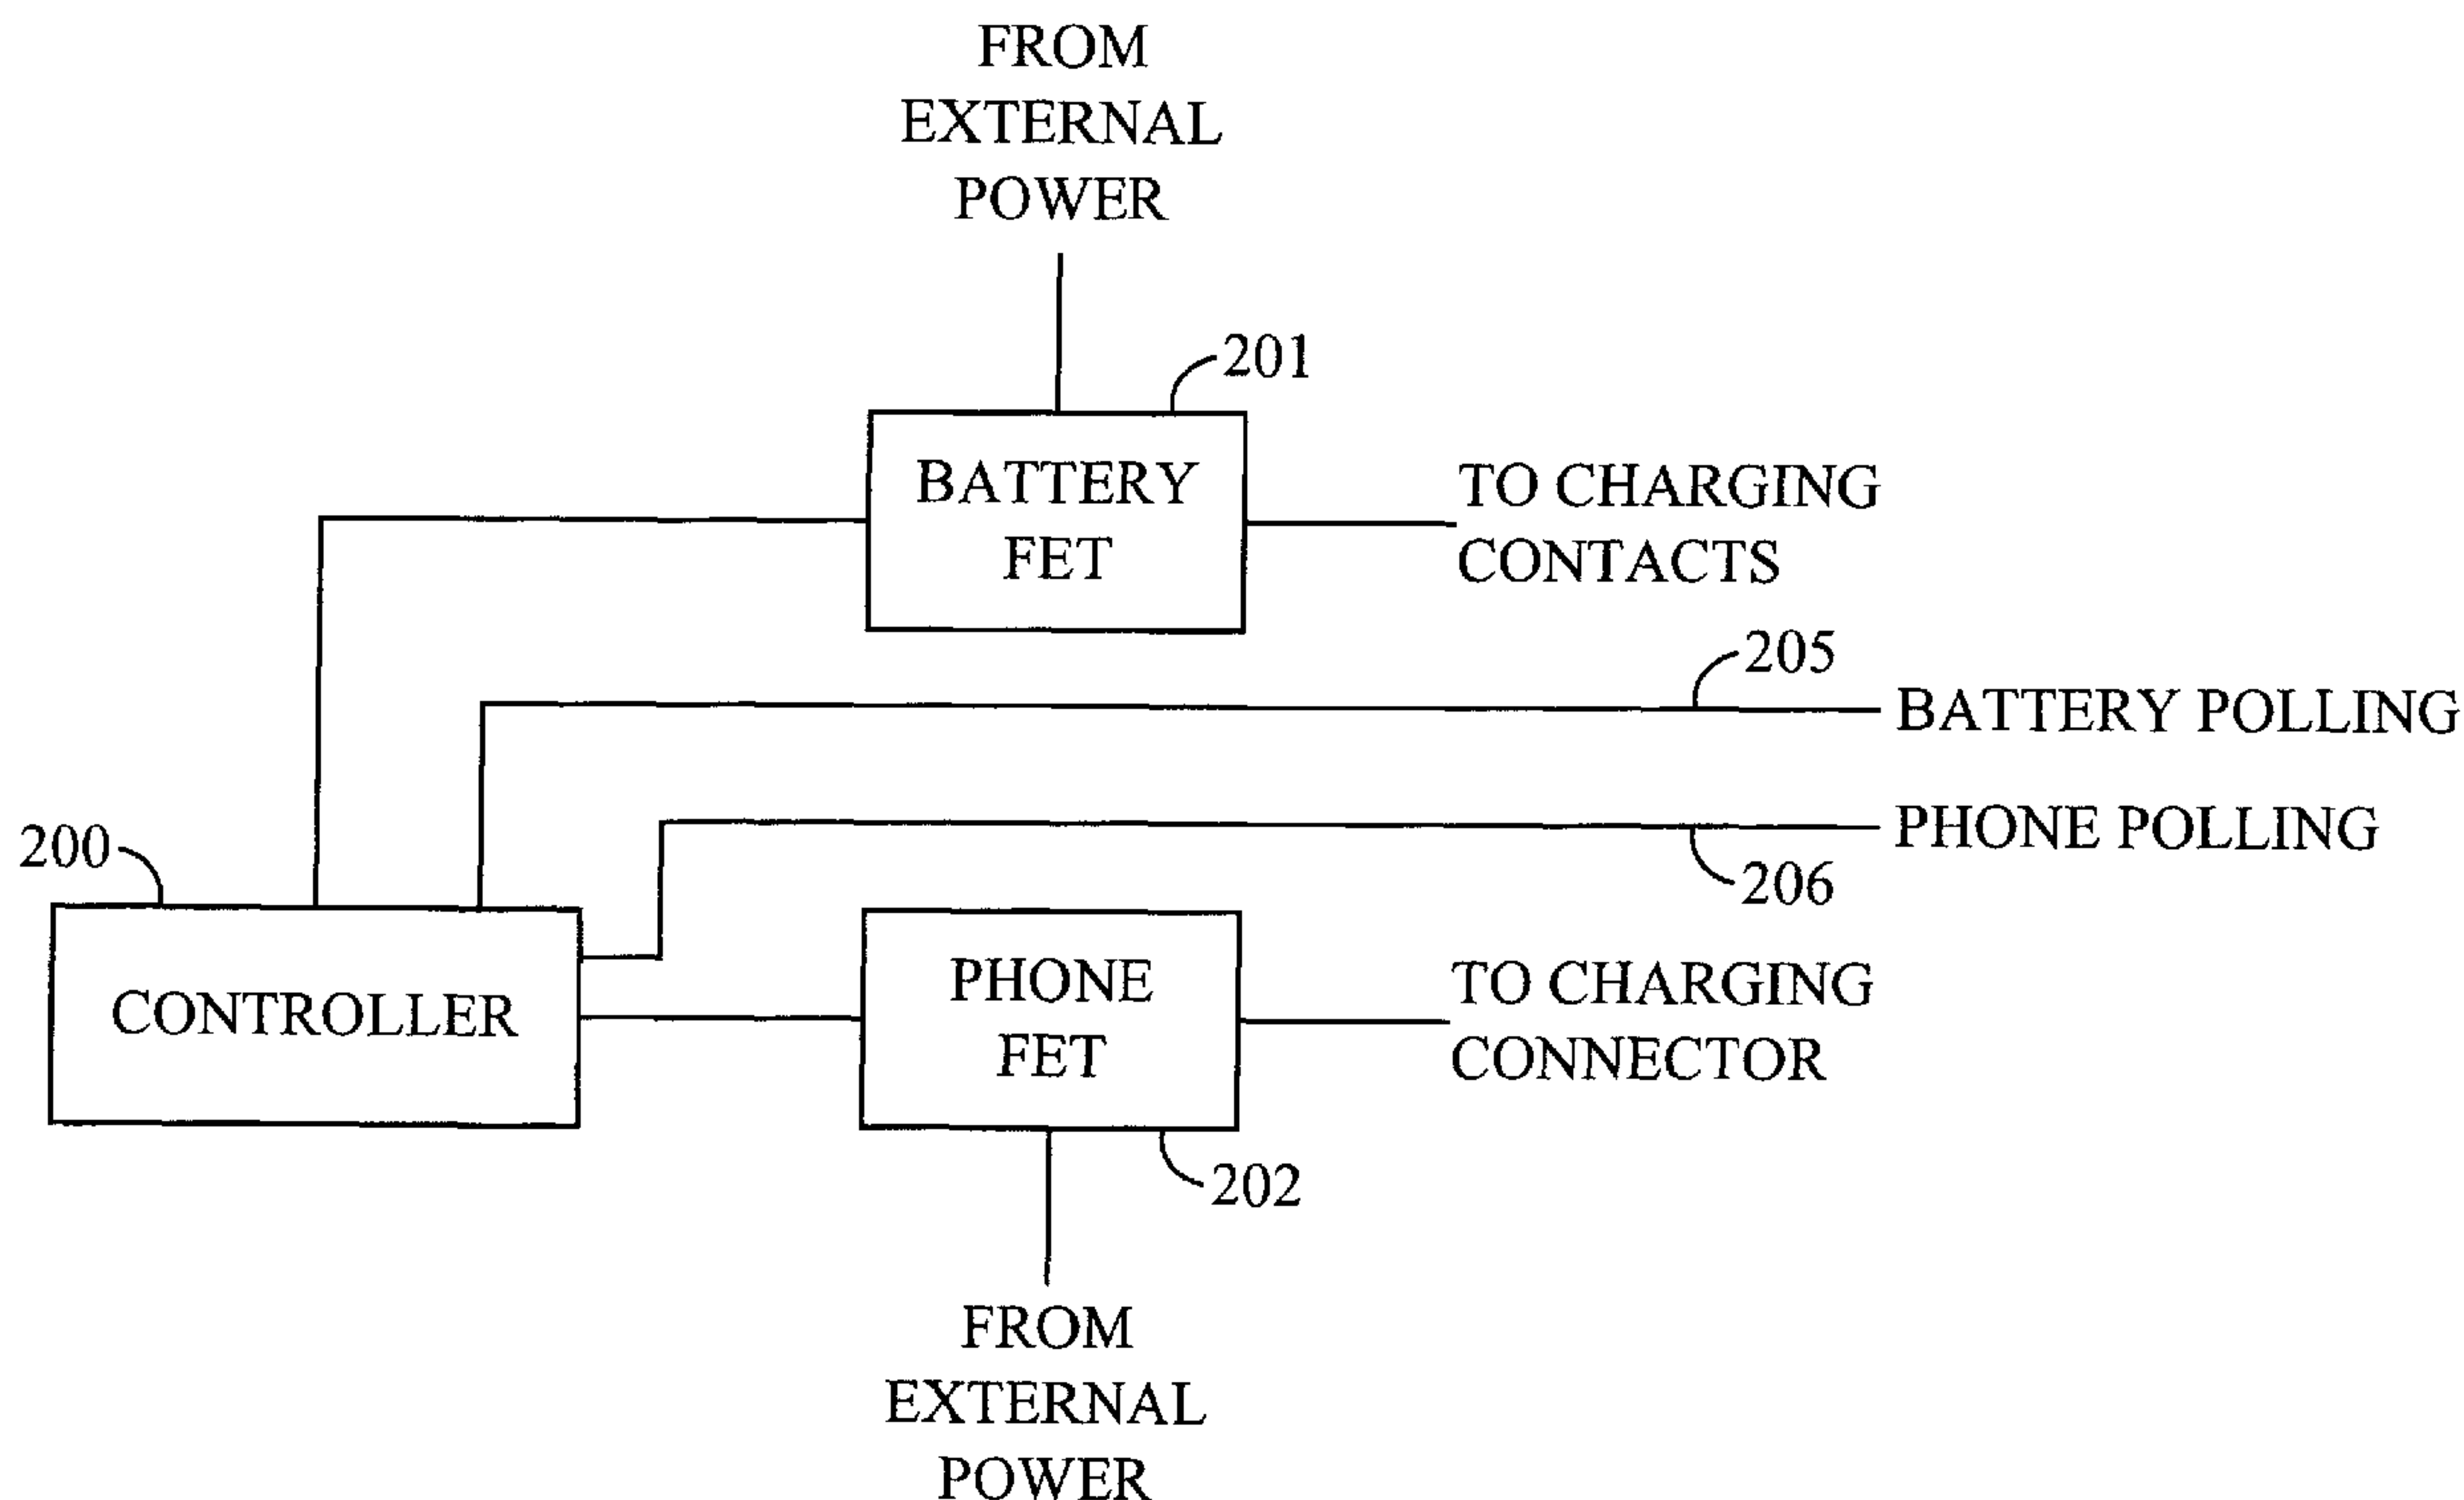 FROM
EXTERNAL
POWER
201
BATTERY
FET
TO CHARGING
CONTACTS
205
BATTERY POLLING
PHONE POLLING
206
200
CONTROLLER
PHONE
FET
TO CHARGING
CONNECTOR
202
FROM
EXTERNAL
POWER